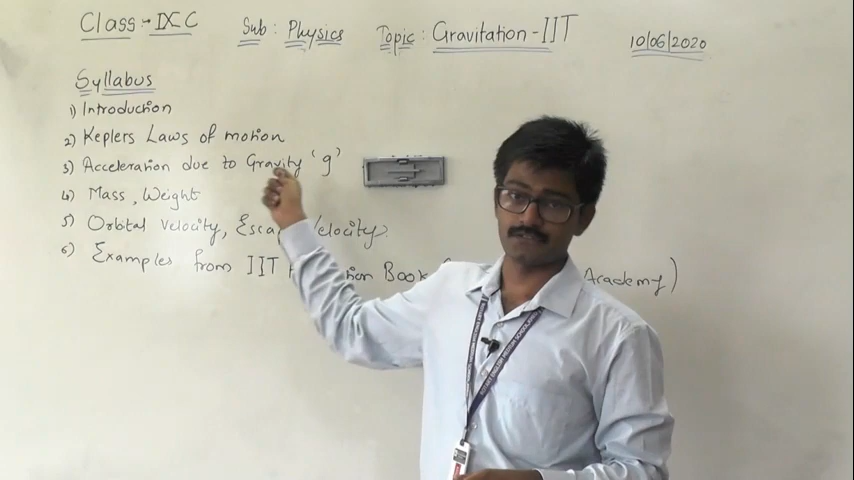 Class:- IX C Sub: Physics Topic: Gravitation-IIT 10/06/2020
Syllabus
1) Introduction
2) Keplers Laws of motion
3) Acceleration due to Gravity 'g'
4) Mass, Weight
5) Orbital Velocity, Velocity
6) Examples from IIT Book Academy)